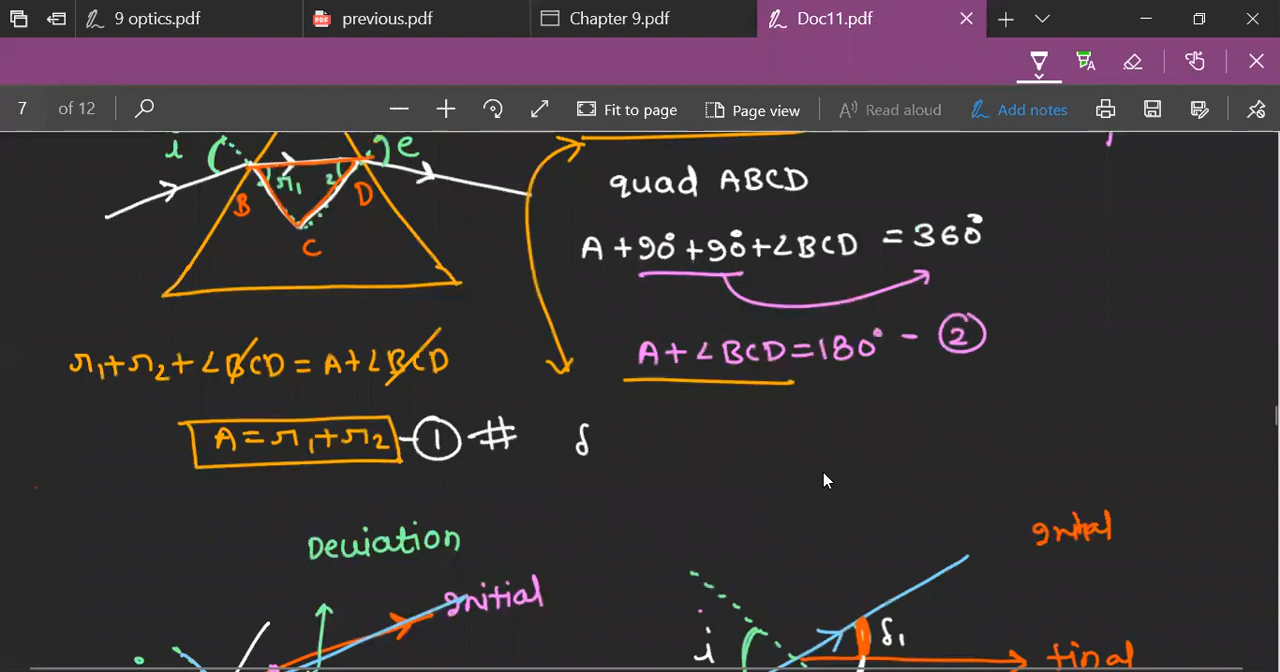 9 optics.pdf
previous.pdf
Chapter 9.pdf
Doc11.pdf
7 of 12
Fit to page
Page view
Read aloud
Add notes
i
e
r₁
2
B
D
C
quad ABCD
A+90°+90°+∠BCD = 360°
A+∠BCD=180° - ②
r₁+r₂+∠BCD=A+∠BCD
A=r₁+r₂ - ① #
δ
Deviation
initial
initial
i
δ₁
final